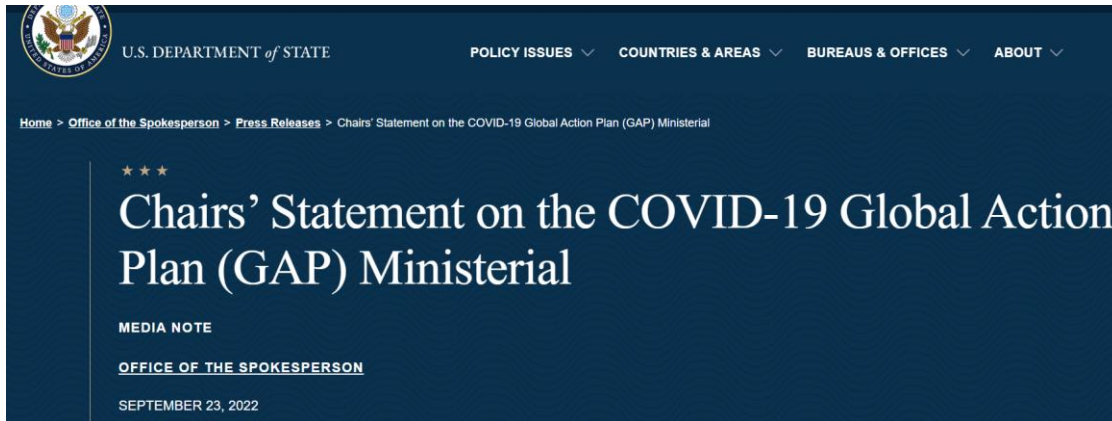 U.S. DEPARTMENT of STATE
POLICY ISSUES
COUNTRIES & AREAS
BUREAUS & OFFICES
ABOUT
Home > Office of the Spokesperson > Press Releases > Chairs' Statement on the COVID-19 Global Action Plan (GAP) Ministerial
Chairs' Statement on the COVID-19 Global Action
Plan (GAP) Ministerial
MEDIA NOTE
OFFICE OF THE SPOKESPERSON
SEPTEMBER 23, 2022